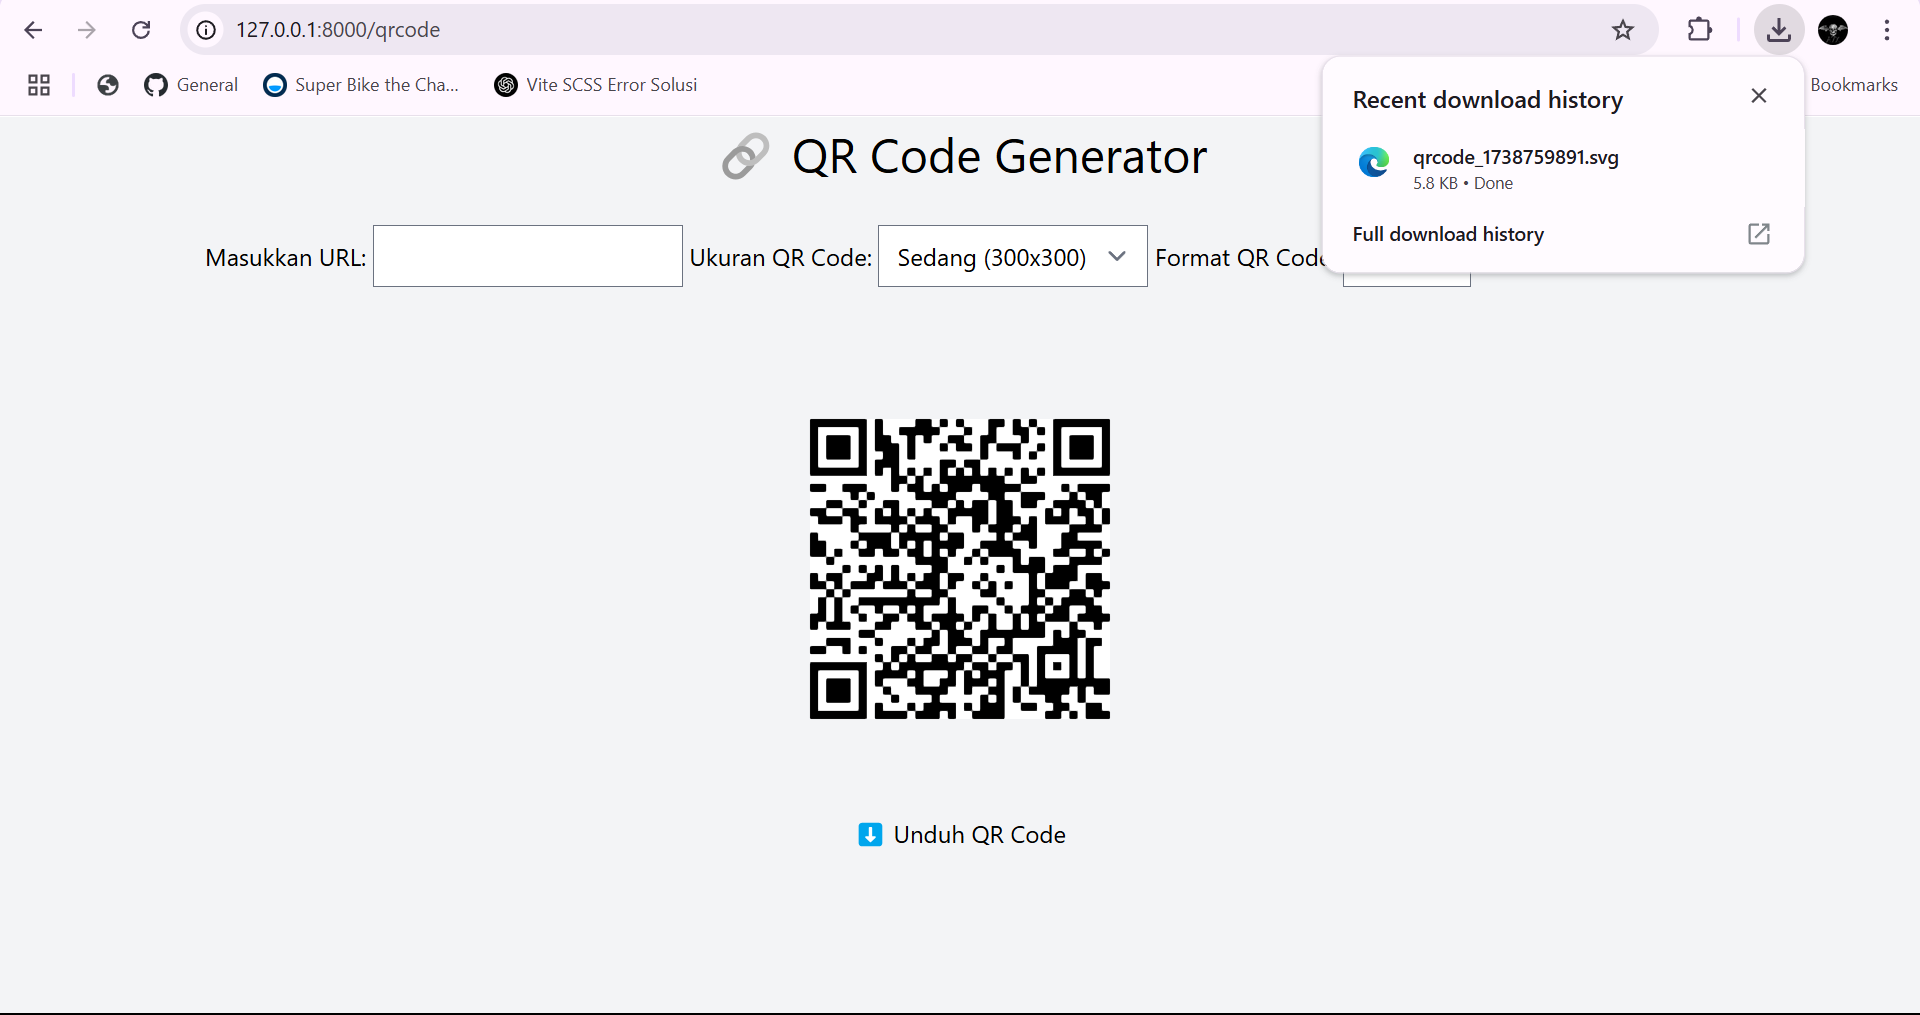 127.0.0.1:8000/qrcode
General
Super Bike the Cha...
Vite SCSS Error Solusi
Bookmarks
Recent download history
qrcode_1738759891.svg
5.8 KB • Done
Full download history
QR Code Generator
Masukkan URL: Ukuran QR Code: Sedang (300x300) Format QR Code
Unduh QR Code